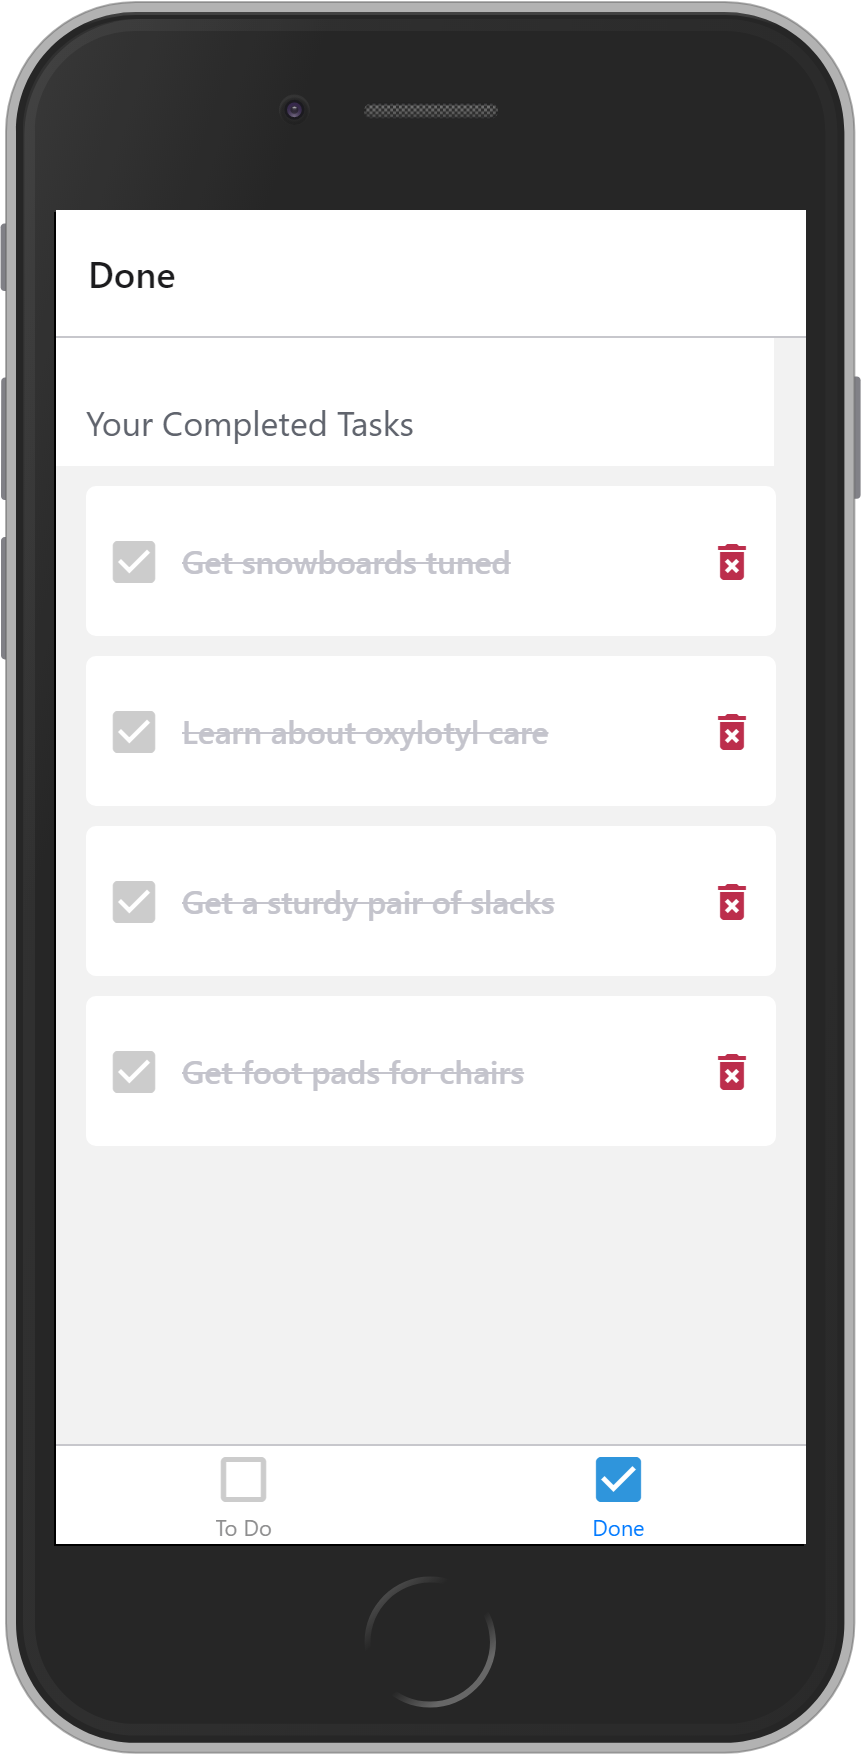 Done
Your Completed Tasks
Get snowboards tuned
Learn about oxylotyl care
Get a sturdy pair of slacks
Get foot pads for chairs
To Do
Done